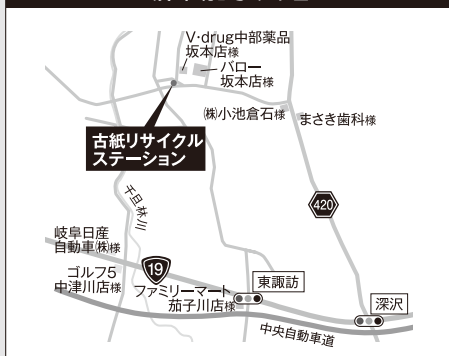 V・drug中部薬品
坂本店様
バロー
坂本店様
㈱小池倉石様
まさき歯科様
古紙リサイクル
ステーション
千旦林川
420
岐阜日産
自動車㈱様
19
ゴルフ5
中津川店様
ファミリーマート
茄子川店様
東諏訪
深沢
中央自動車道